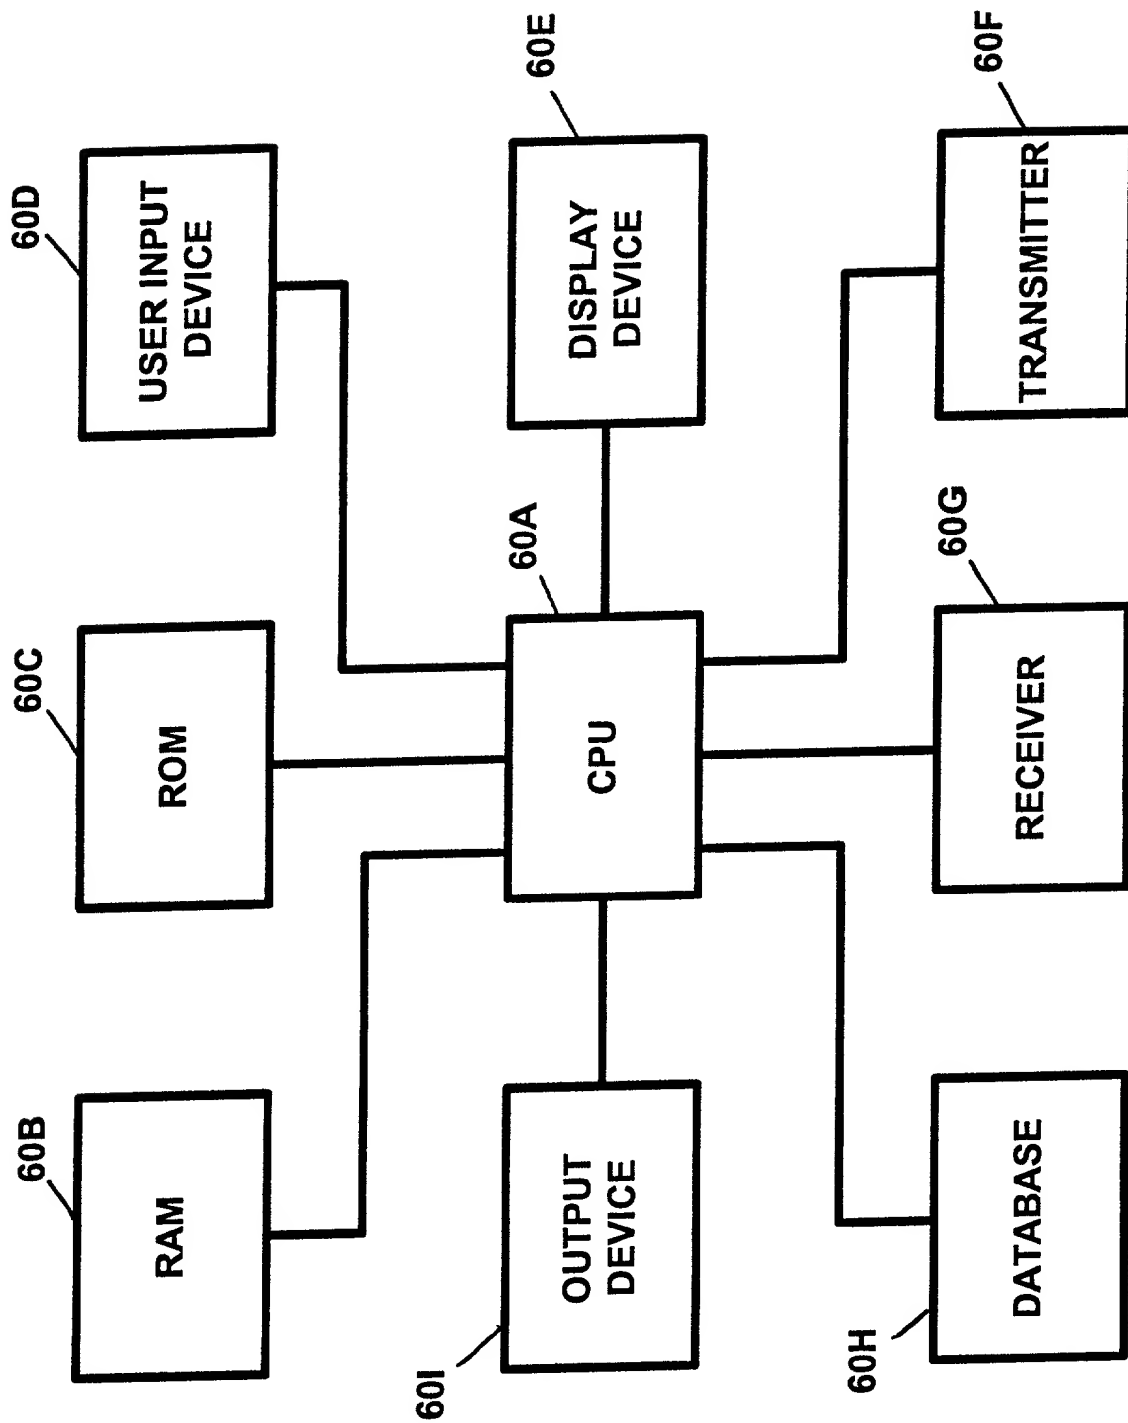 60B
RAM
60C
ROM
60D
USER INPUT
DEVICE
60I
OUTPUT
DEVICE
60A
CPU
60E
DISPLAY
DEVICE
60H
DATABASE
60G
RECEIVER
60F
TRANSMITTER